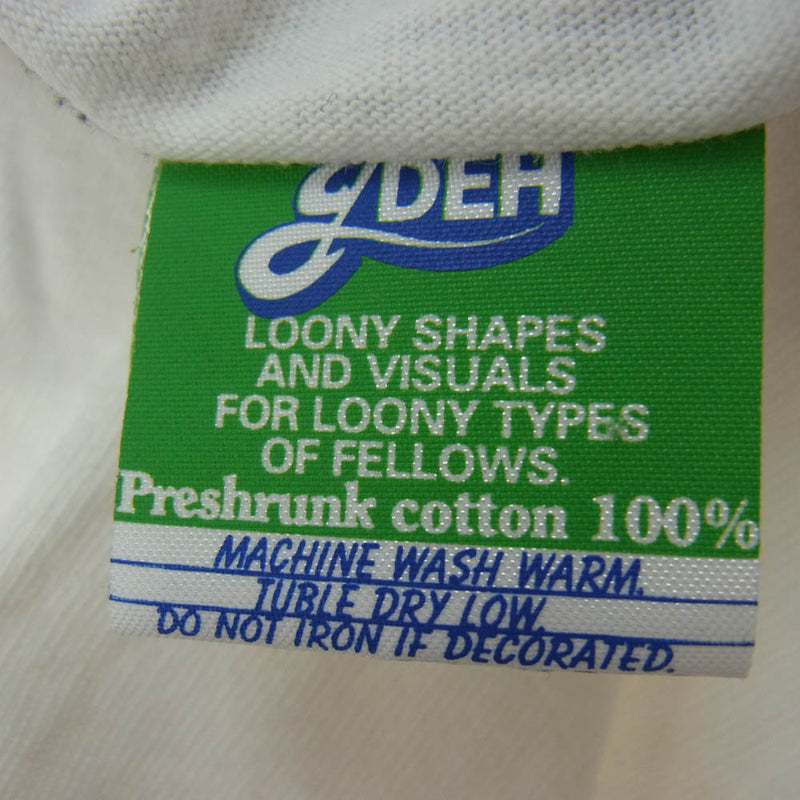 gDEH
LOONY SHAPES
AND VISUALS
FOR LOONY TYPES
OF FELLOWS.
Preshrunk cotton 100%
MACHINE WASH WARM.
TUBLE DRY LOW.
DO NOT IRON IF DECORATED.